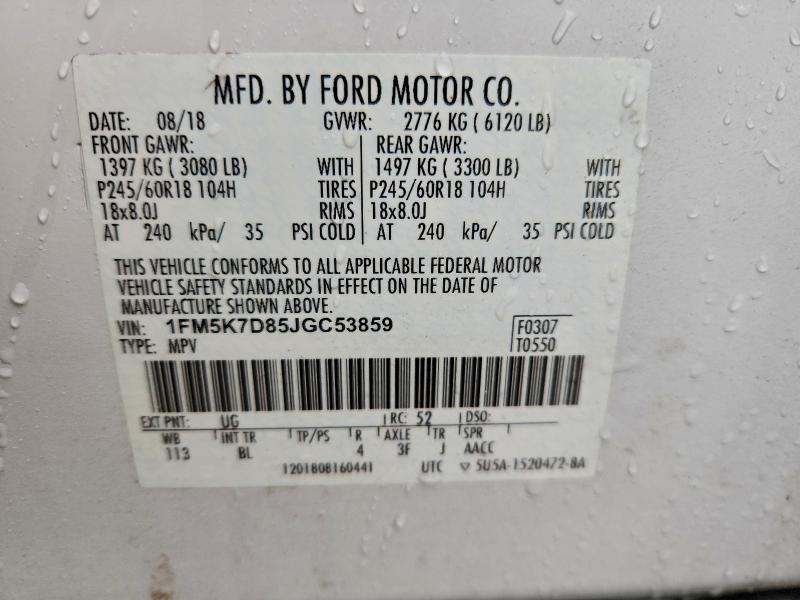 MFD. BY FORD MOTOR CO.
DATE: 08/18 GVWR: 2776 KG ( 6120 LB)
FRONT GAWR: REAR GAWR:
1397 KG ( 3080 LB) WITH 1497 KG ( 3300 LB) WITH
P245/60R18 104H TIRES P245/60R18 104H TIRES
18x8.0J RIMS 18x8.0J RIMS
AT 240 kPa/ 35 PSI COLD AT 240 kPa/ 35 PSI COLD
THIS VEHICLE CONFORMS TO ALL APPLICABLE FEDERAL MOTOR
VEHICLE SAFETY STANDARDS IN EFFECT ON THE DATE OF
MANUFACTURE SHOWN ABOVE.
VIN: 1FM5K7D85JGC53859 F0307
TYPE: MPV T0550
EXT PNT: UG RC: 52 DSO:
WB INT TR TP/PS R AXLE TR SPR
113 BL 4 3F J AACC
1201808160441 UTC ▽ 5U5A-1520472-BA